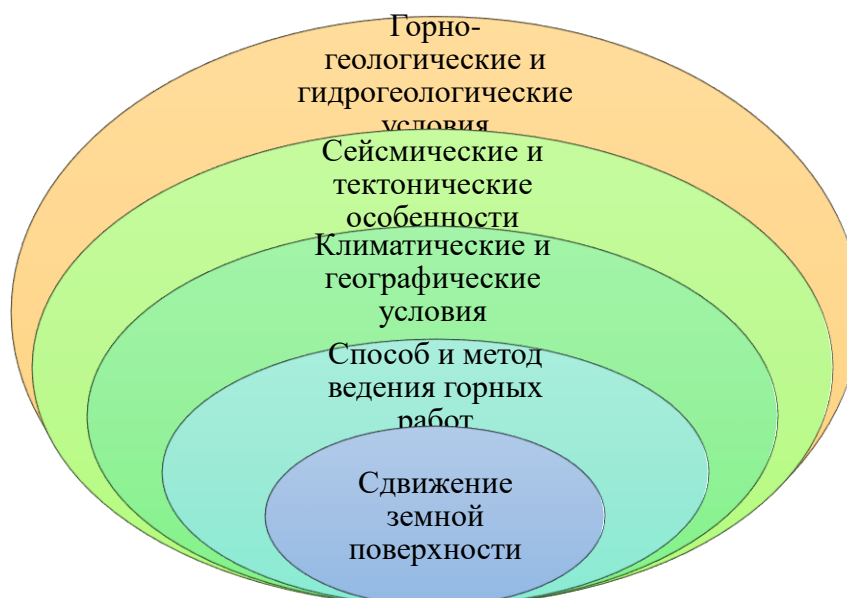 Горно-
геологические и
гидрогеологические
условия
Сейсмические и
тектонические
особенности
Климатические и
географические
условия
Способ и метод
ведения горных
работ
Сдвижение
земной
поверхности